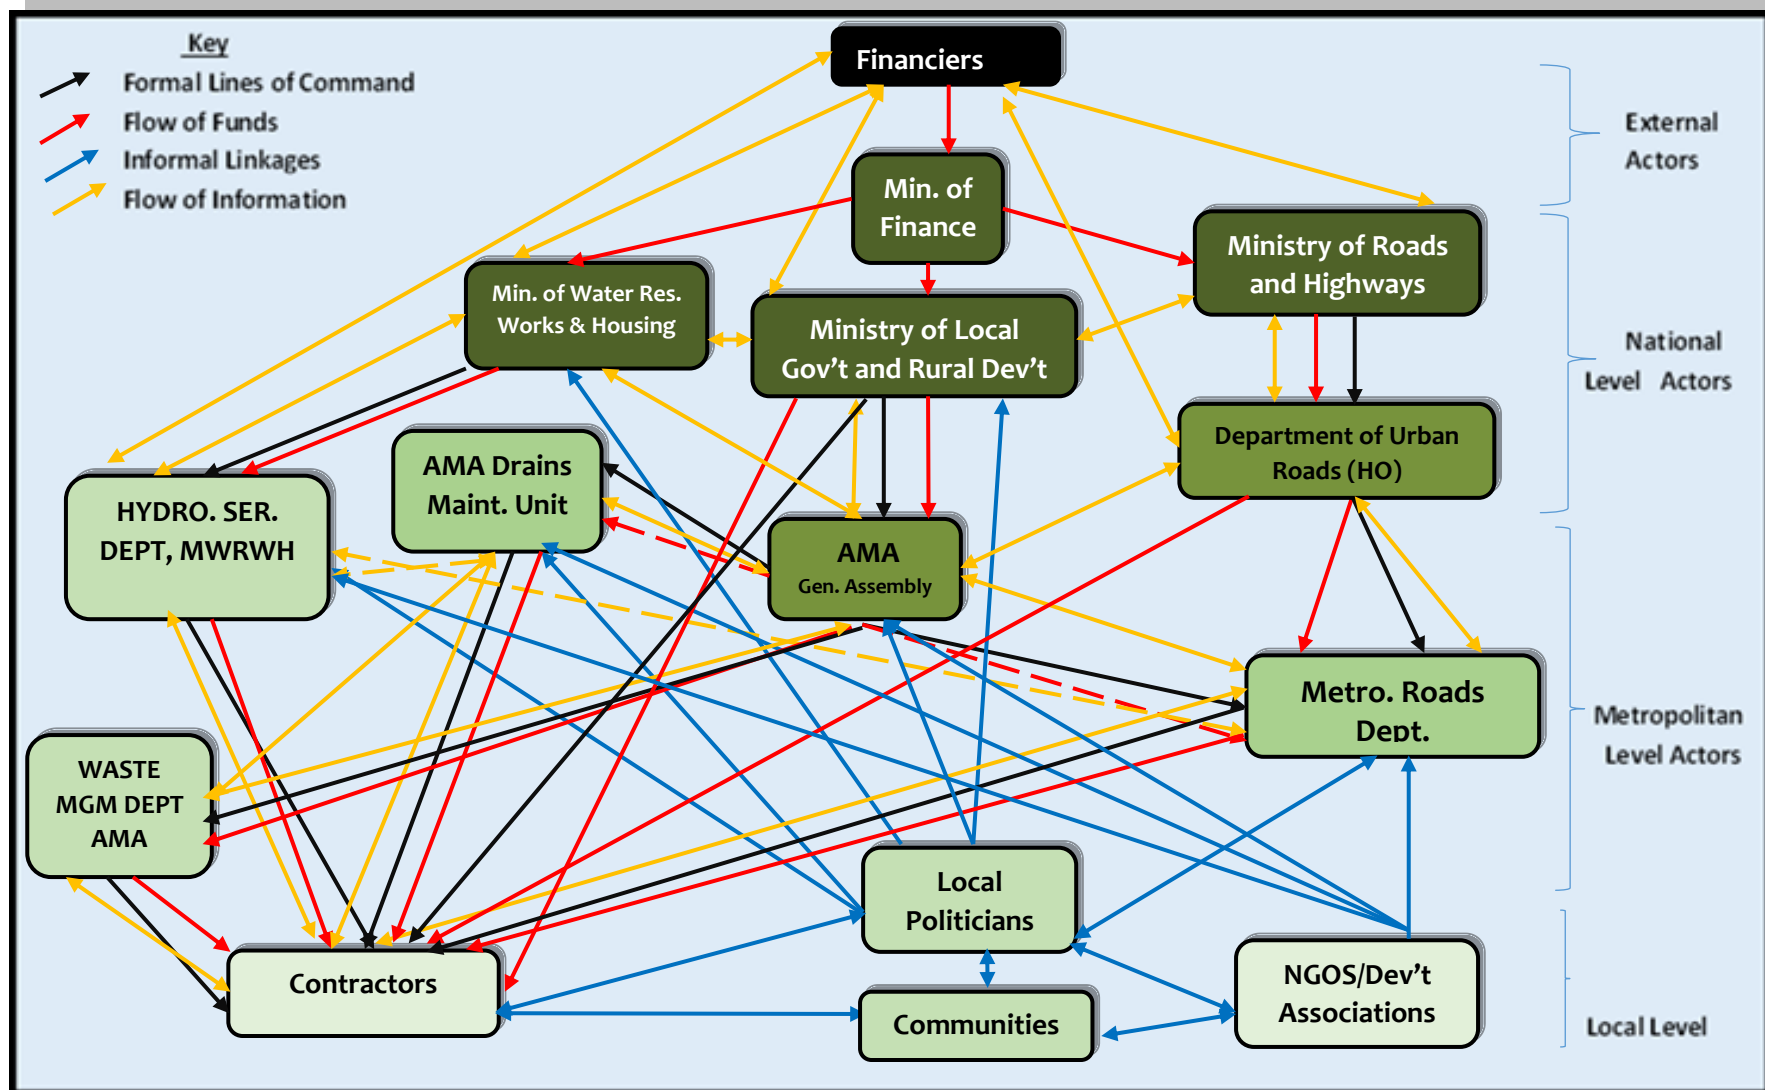 Key
Formal Lines of Command
Flow of Funds
Informal Linkages
Flow of Information
Financiers
External
Actors
Min. of
Finance
Ministry of Roads
and Highways
Min. of Water Res.
Works & Housing
Ministry of Local
Gov't and Rural Dev't
National
Level Actors
Department of Urban
Roads (HO)
AMA Drains
Maint. Unit
HYDRO. SER.
DEPT, MWRWH
AMA
Gen. Assembly
Metro. Roads
Dept.
Metropolitan
Level Actors
WASTE
MGM DEPT
AMA
Local
Politicians
Contractors
Communities
NGOS/Dev't
Associations
Local Level